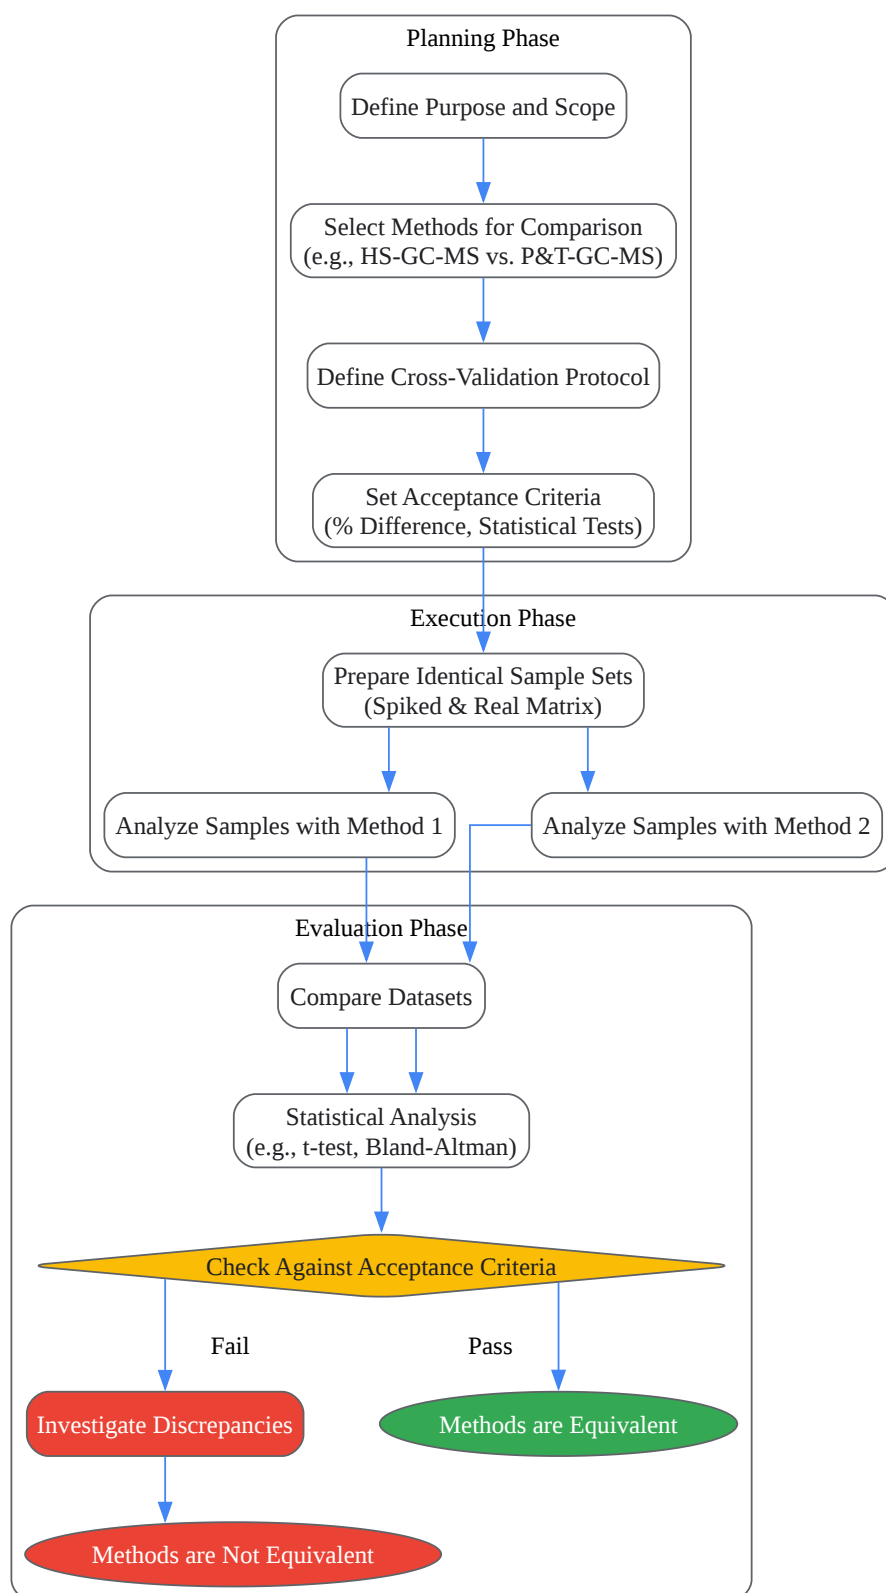 Planning Phase
Define Purpose and Scope
Select Methods for Comparison
(e.g., HS-GC-MS vs. P&T-GC-MS)
Define Cross-Validation Protocol
Set Acceptance Criteria
(% Difference, Statistical Tests)
Execution Phase
Prepare Identical Sample Sets
(Spiked & Real Matrix)
Analyze Samples with Method 1
Analyze Samples with Method 2
Evaluation Phase
Compare Datasets
Statistical Analysis
(e.g., t-test, Bland-Altman)
Check Against Acceptance Criteria
Fail
Pass
Investigate Discrepancies
Methods are Equivalent
Methods are Not Equivalent